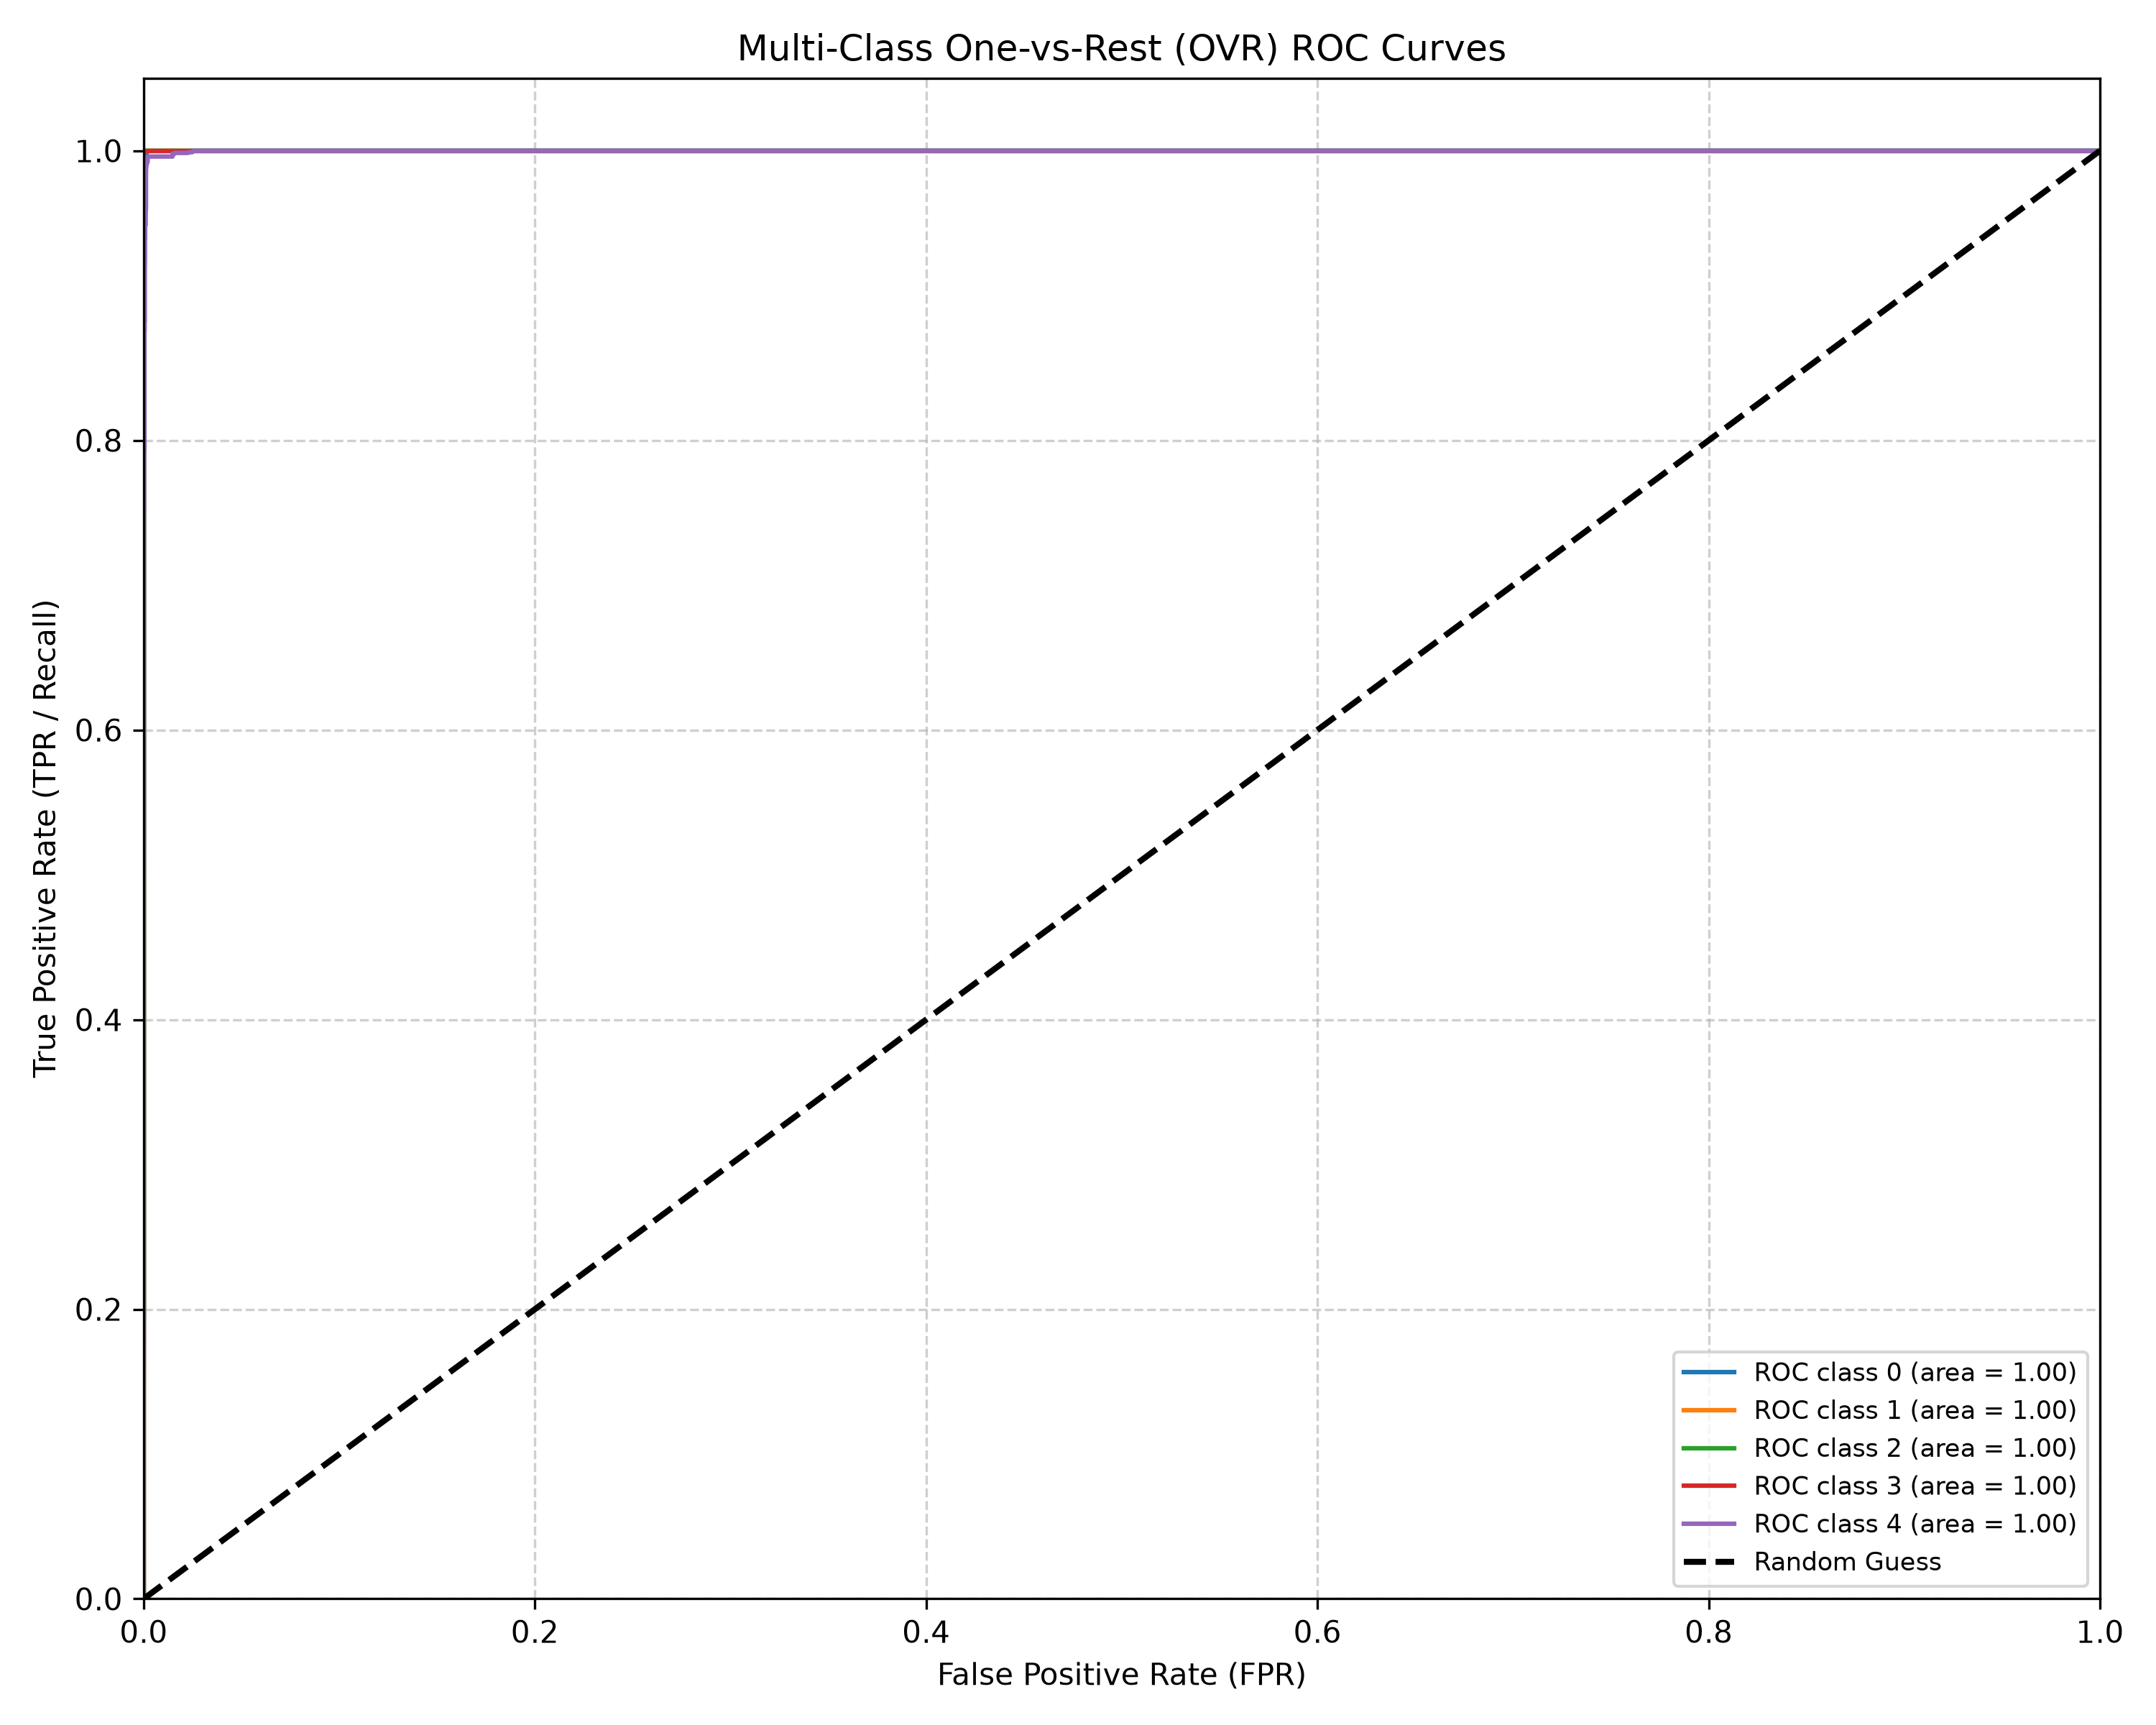 Multi-Class One-vs-Rest (OVR) ROC Curves
True Positive Rate (TPR / Recall)
1.0
0.8
0.6
0.4
0.2
0.0
0.0 0.2 0.4 0.6 0.8 1.0
False Positive Rate (FPR)
ROC class 0 (area = 1.00)
ROC class 1 (area = 1.00)
ROC class 2 (area = 1.00)
ROC class 3 (area = 1.00)
ROC class 4 (area = 1.00)
Random Guess